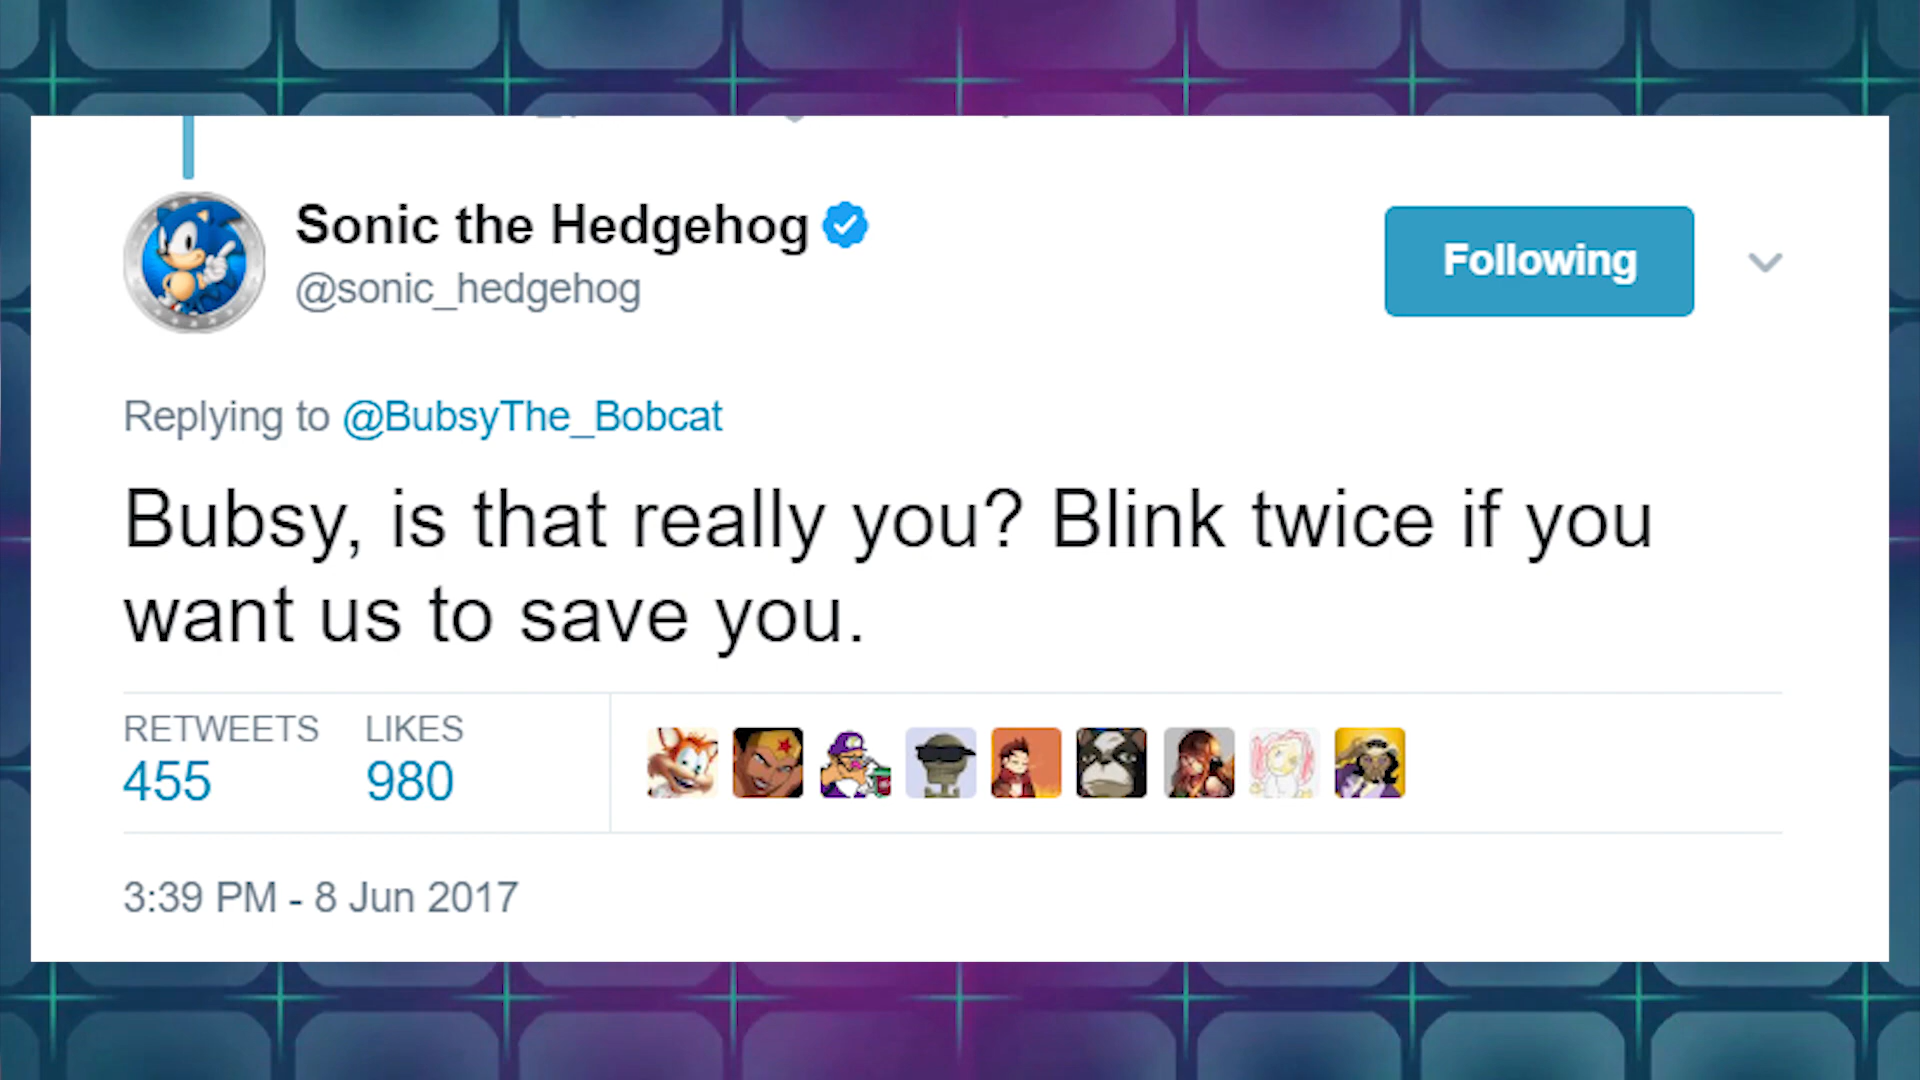 Sonic the Hedgehog
@sonic_hedgehog
Following
Replying to @BubsyThe_Bobcat
Bubsy, is that really you? Blink twice if you
want us to save you.
RETWEETS LIKES
455 980
3:39 PM - 8 Jun 2017